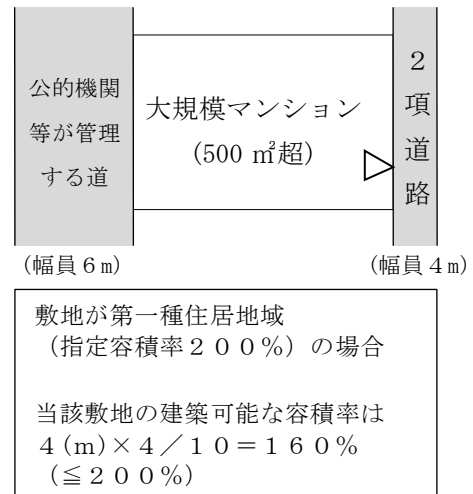 公的機関
等が管理
する道
大規模マンション
(500 ㎡超)
２
項
道
路
(幅員６ｍ)
(幅員４ｍ)
敷地が第一種住居地域
（指定容積率２００％）の場合
当該敷地の建築可能な容積率は
４(ｍ)×４／10＝１６０％
（≦２００％）